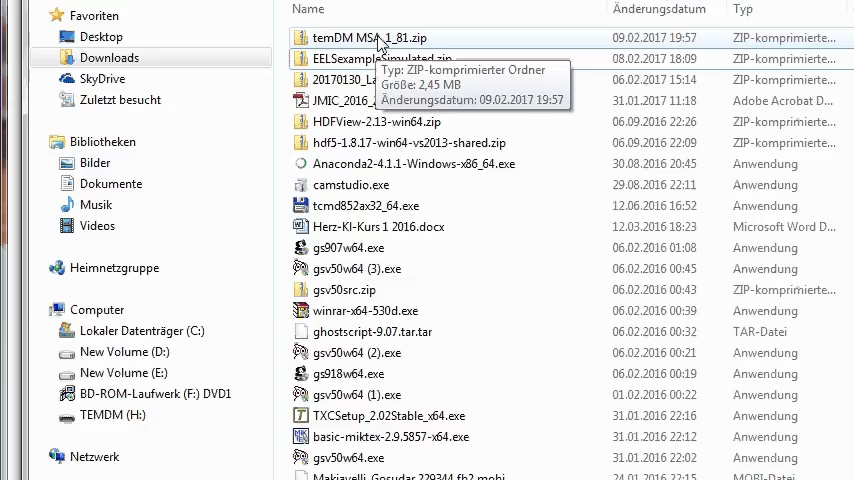 Name Änderungsdatum Typ
Favoriten
Desktop
Downloads
SkyDrive
Zuletzt besucht
Bibliotheken
Bilder
Dokumente
Musik
Videos
Heimnetzgruppe
Computer
Lokaler Datenträger (C:)
New Volume (D:)
New Volume (E:)
BD-ROM-Laufwerk (F:) DVD1
TEMDM (H:)
Netzwerk
temDM MSA 1_81.zip 09.02.2017 19:57 ZIP-komprimierte...
EELSexampleSimulated.zip 08.02.2017 18:09 ZIP-komprimierte...
20170130_La 06.02.2017 15:14 ZIP-komprimierte...
JMIC_2016_2 31.01.2017 11:18 Adobe Acrobat D...
Typ: ZIP-komprimierter Ordner
Größe: 2,45 MB
Änderungsdatum: 09.02.2017 19:57
HDFView-2.13-win64.zip 06.09.2016 22:26 ZIP-komprimierte...
hdf5-1.8.17-win64-vs2013-shared.zip 06.09.2016 22:25 ZIP-komprimierte...
Anaconda2-4.1.1-Windows-x86_64.exe 30.08.2016 20:45 Anwendung
camstudio.exe 29.08.2016 22:11 Anwendung
tcmd852ax32_64.exe 12.06.2016 16:56 Anwendung
Herz-KI-Kurs 1 2016.docx 12.03.2016 18:23 Microsoft Word D...
gs907w64.exe 06.02.2016 01:08 Anwendung
gsv50w64 (3).exe 06.02.2016 00:45 Anwendung
gsv50src.zip 06.02.2016 00:43 ZIP-komprimierte...
winrar-x64-530d.exe 06.02.2016 00:39 Anwendung
ghostscript-9.07.tar.tar 06.02.2016 00:32 TAR-Datei
gsv50w64 (2).exe 06.02.2016 00:21 Anwendung
gs918w64.exe 06.02.2016 00:19 Anwendung
gsv50w64 (1).exe 01.02.2016 00:22 Anwendung
TXCSetup_2.02Stable_x64.exe 31.01.2016 22:16 Anwendung
basic-miktex-2.9.5857-x64.exe 31.01.2016 22:12 Anwendung
gsv50w64.exe 31.01.2016 22:02 Anwendung
Makiavelli_Gosudar.229344.fb2.mobi 24.01.2016 22:15 MOBI-Datei